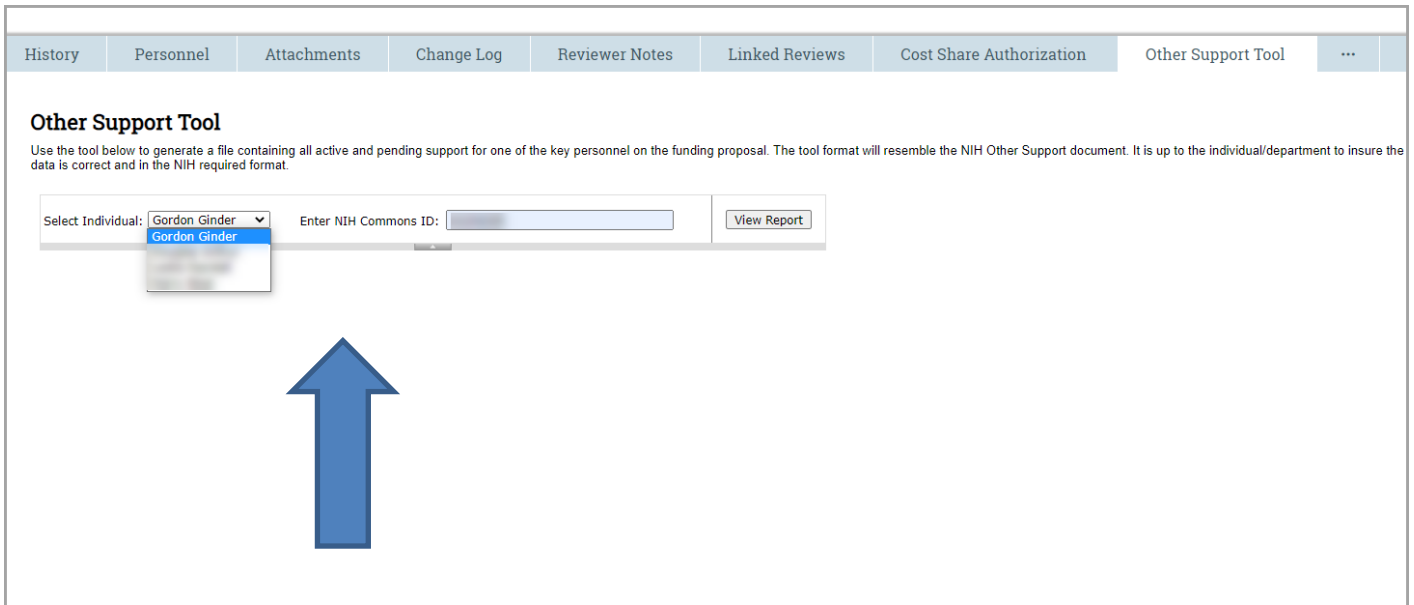 History Personnel Attachments Change Log Reviewer Notes Linked Reviews Cost Share Authorization Other Support Tool ...
Other Support Tool
Use the tool below to generate a file containing all active and pending support for one of the key personnel on the funding proposal. The tool format will resemble the NIH Other Support document. It is up to the individual/department to insure the
data is correct and in the NIH required format.
Select Individual: Gordon Ginder Enter NIH Commons ID: View Report
Gordon Ginder